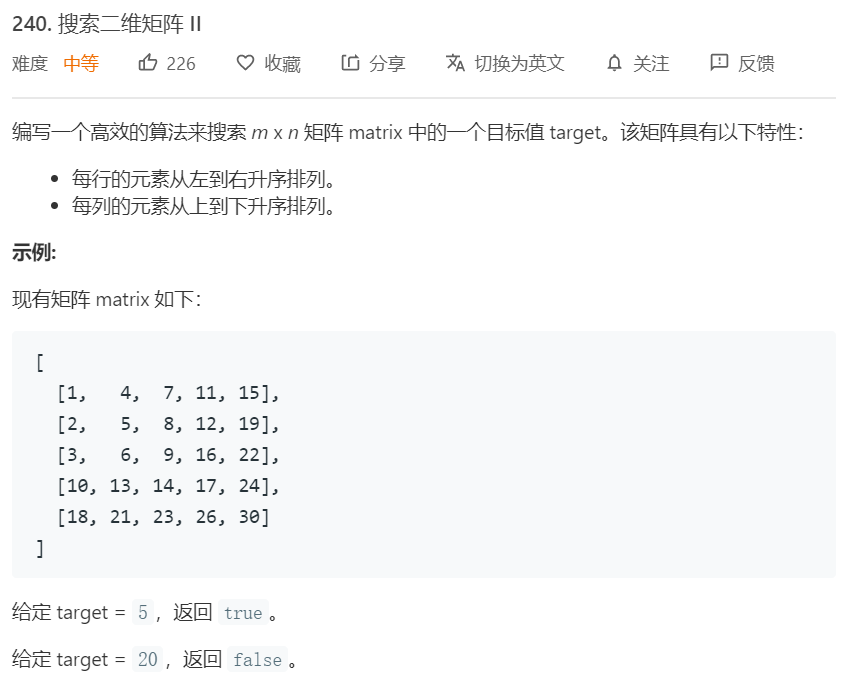 240. 搜索二维矩阵 II
难度 中等 226 收藏 分享 切换为英文 关注 反馈
编写一个高效的算法来搜索 m x n 矩阵 matrix 中的一个目标值 target。该矩阵具有以下特性：
每行的元素从左到右升序排列。
每列的元素从上到下升序排列。
示例:
现有矩阵 matrix 如下：
[
[1, 4, 7, 11, 15],
[2, 5, 8, 12, 19],
[3, 6, 9, 16, 22],
[10, 13, 14, 17, 24],
[18, 21, 23, 26, 30]
]
给定 target = 5，返回 true。
给定 target = 20，返回 false。